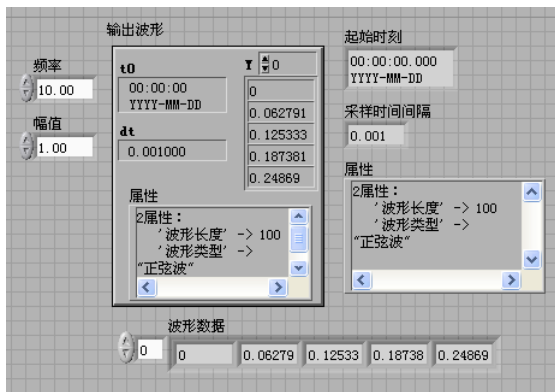 输出波形
频率
10.00
幅值
1.00
t0
00:00:00
YYYY-MM-DD
dt
0.001000
Y 0
0
0.062791
0.125333
0.187381
0.24869
属性
2属性：
'波形长度' -> 100
'波形类型' ->
“正弦波”
起始时刻
00:00:00.000
YYYY-MM-DD
采样时间间隔
0.001
属性
2属性：
'波形长度' -> 100
'波形类型' ->
“正弦波”
波形数据
0 0 0.06279 0.12533 0.18738 0.24869